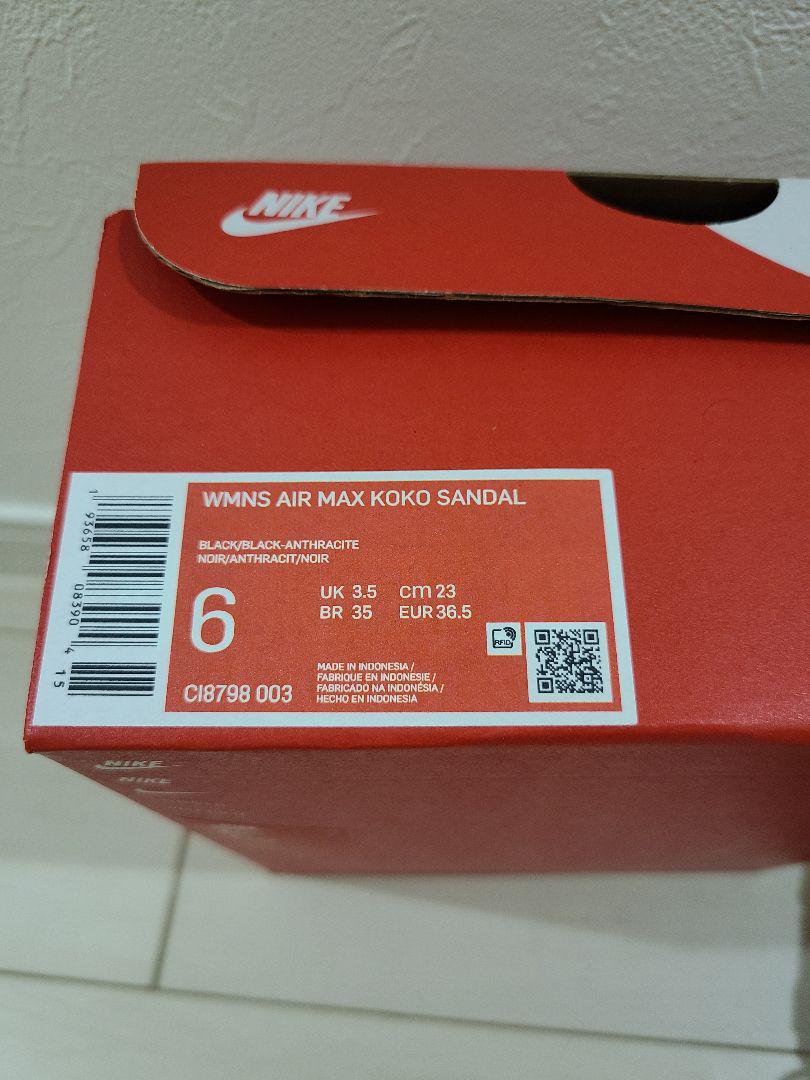 NIKE
WMNS AIR MAX KOKO SANDAL
BLACK/BLACK-ANTHRACITE
NOIR/ANTHRACIT/NOIR
6
UK 3.5 cm 23
BR 35 EUR 36.5
RFID
CI8798 003
MADE IN INDONESIA /
FABRIQUE EN INDONESIE /
FABRICADO NA INDONÉSIA /
HECHO EN INDONESIA
1 93658 08390 4 15
NIKE
NIKE